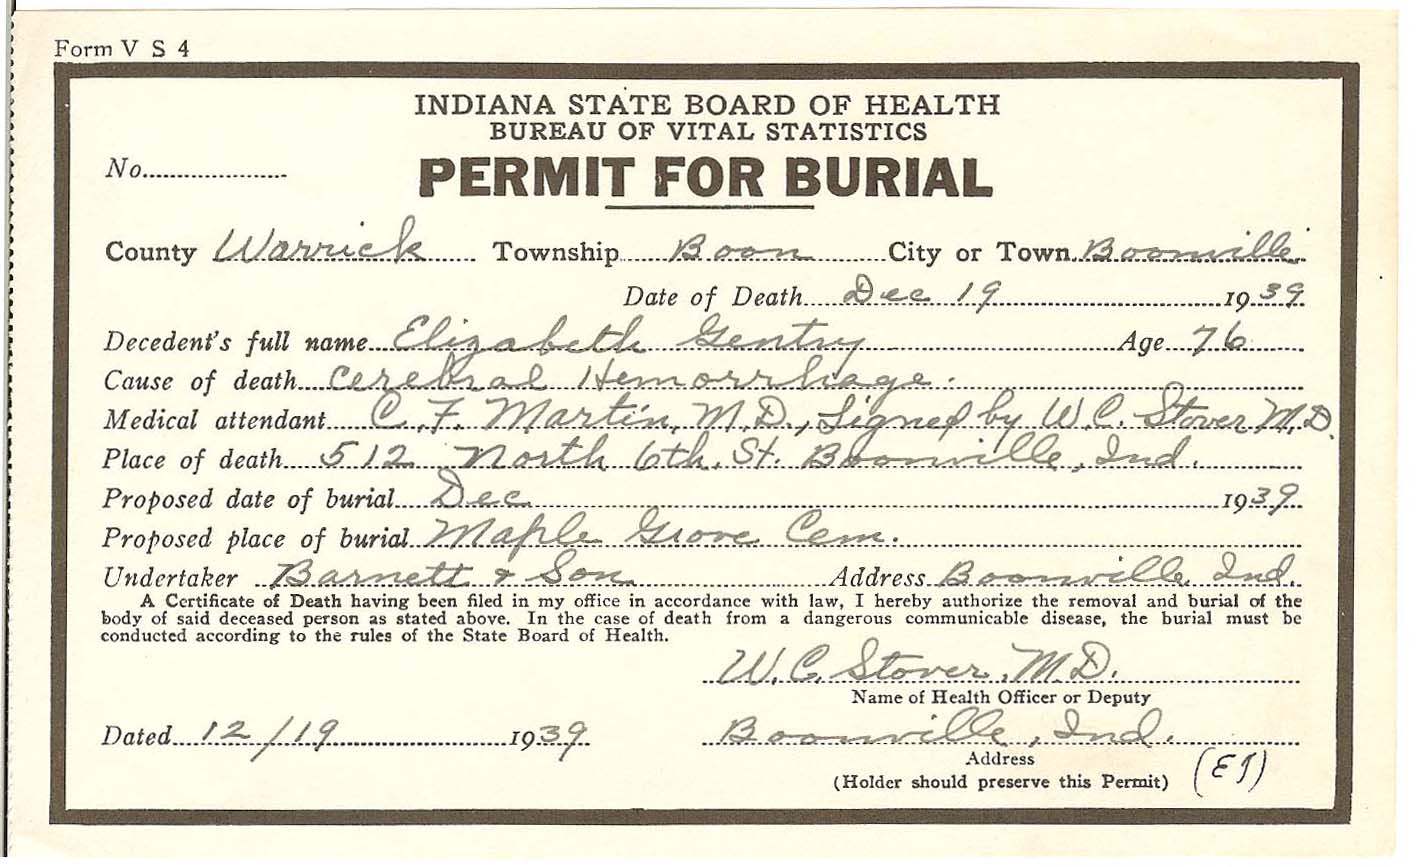 Form V S 4
INDIANA STATE BOARD OF HEALTH
BUREAU OF VITAL STATISTICS
No.
PERMIT FOR BURIAL
County Warrick Township Boon City or Town Boonville
Date of Death Dec 19 1939
Decedent's full name Elizabeth Gentry Age 76
Cause of death Cerebral Hemorrhage.
Medical attendant C. F. Martin, M.D., Signed by W. C. Stover M.D.
Place of death 512 North 6th. St. Boonville, Ind.
Proposed date of burial Dec 1939
Proposed place of burial Maple Grove Cem.
Undertaker Barnett & Son Address Boonville Ind.
A Certificate of Death having been filed in my office in accordance with law, I hereby authorize the removal and burial of the
body of said deceased person as stated above. In the case of death from a dangerous communicable disease, the burial must be
conducted according to the rules of the State Board of Health.
W. C. Stover, M.D.
Name of Health Officer or Deputy
Dated 12/19 1939 Boonville, Ind.
Address
(Holder should preserve this Permit)